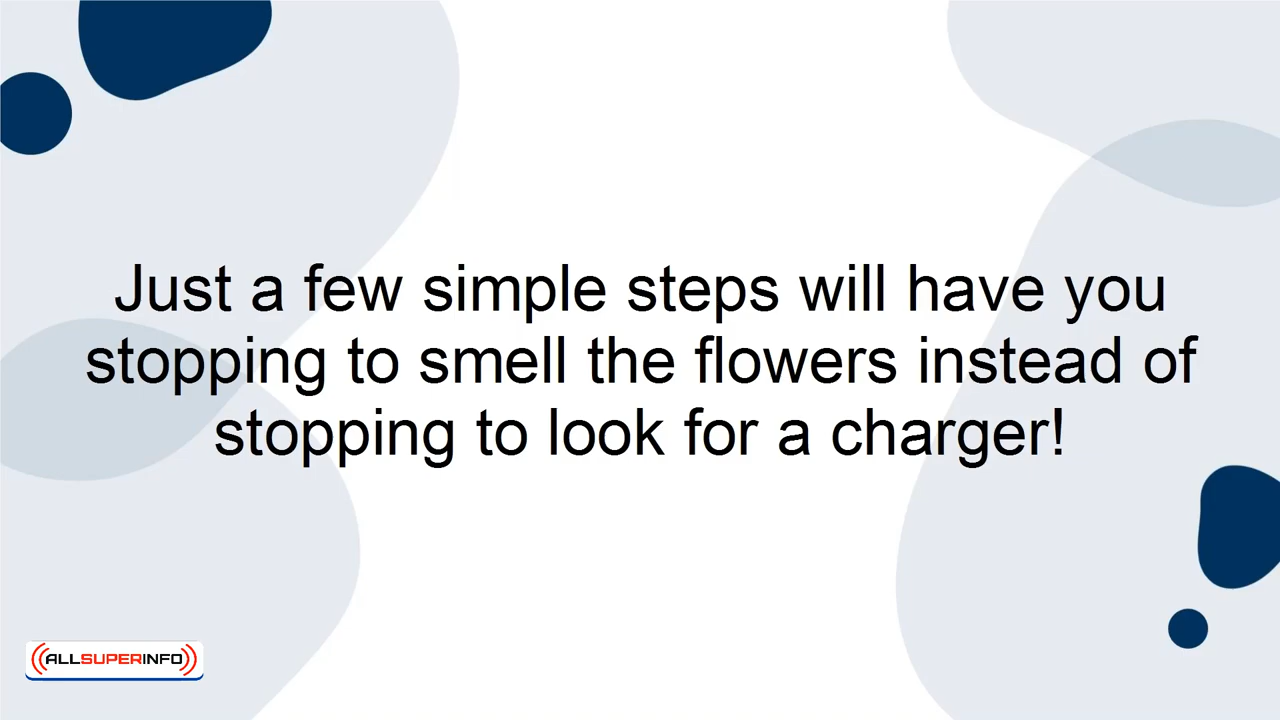 Just a few simple steps will have you
stopping to smell the flowers instead of
stopping to look for a charger!
ALLSUPERINFO